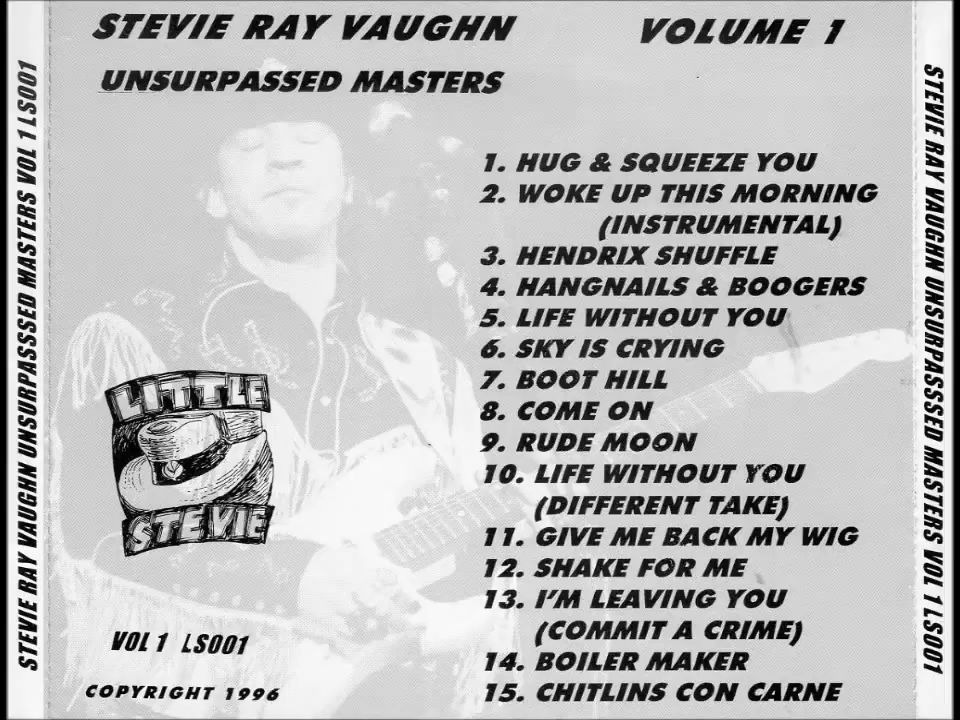 STEVIE RAY VAUGHN UNSURPASSSED MASTERS VOL 1 LS001
STEVIE RAY VAUGHN
VOLUME 1
UNSURPASSED MASTERS
1. HUG & SQUEEZE YOU
2. WOKE UP THIS MORNING
(INSTRUMENTAL)
3. HENDRIX SHUFFLE
4. HANGNAILS & BOOGERS
5. LIFE WITHOUT YOU
6. SKY IS CRYING
7. BOOT HILL
8. COME ON
9. RUDE MOON
10. LIFE WITHOUT YOU
(DIFFERENT TAKE)
11. GIVE ME BACK MY WIG
12. SHAKE FOR ME
13. I'M LEAVING YOU
(COMMIT A CRIME)
14. BOILER MAKER
15. CHITLINS CON CARNE
LITTLE
STEVIE
VOL 1 LS001
COPYRIGHT 1996
STEVIE RAY VAUGHN UNSURPASSSED MASTERS VOL 1 LS001